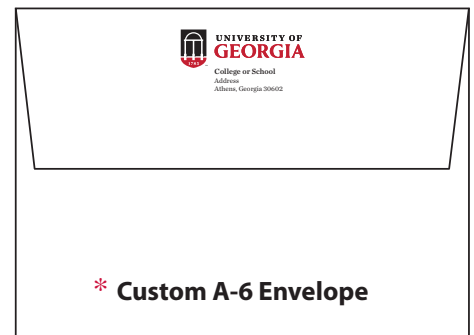 UNIVERSITY OF
GEORGIA
1785
College or School
Address
Athens, Georgia 30602
* Custom A-6 Envelope